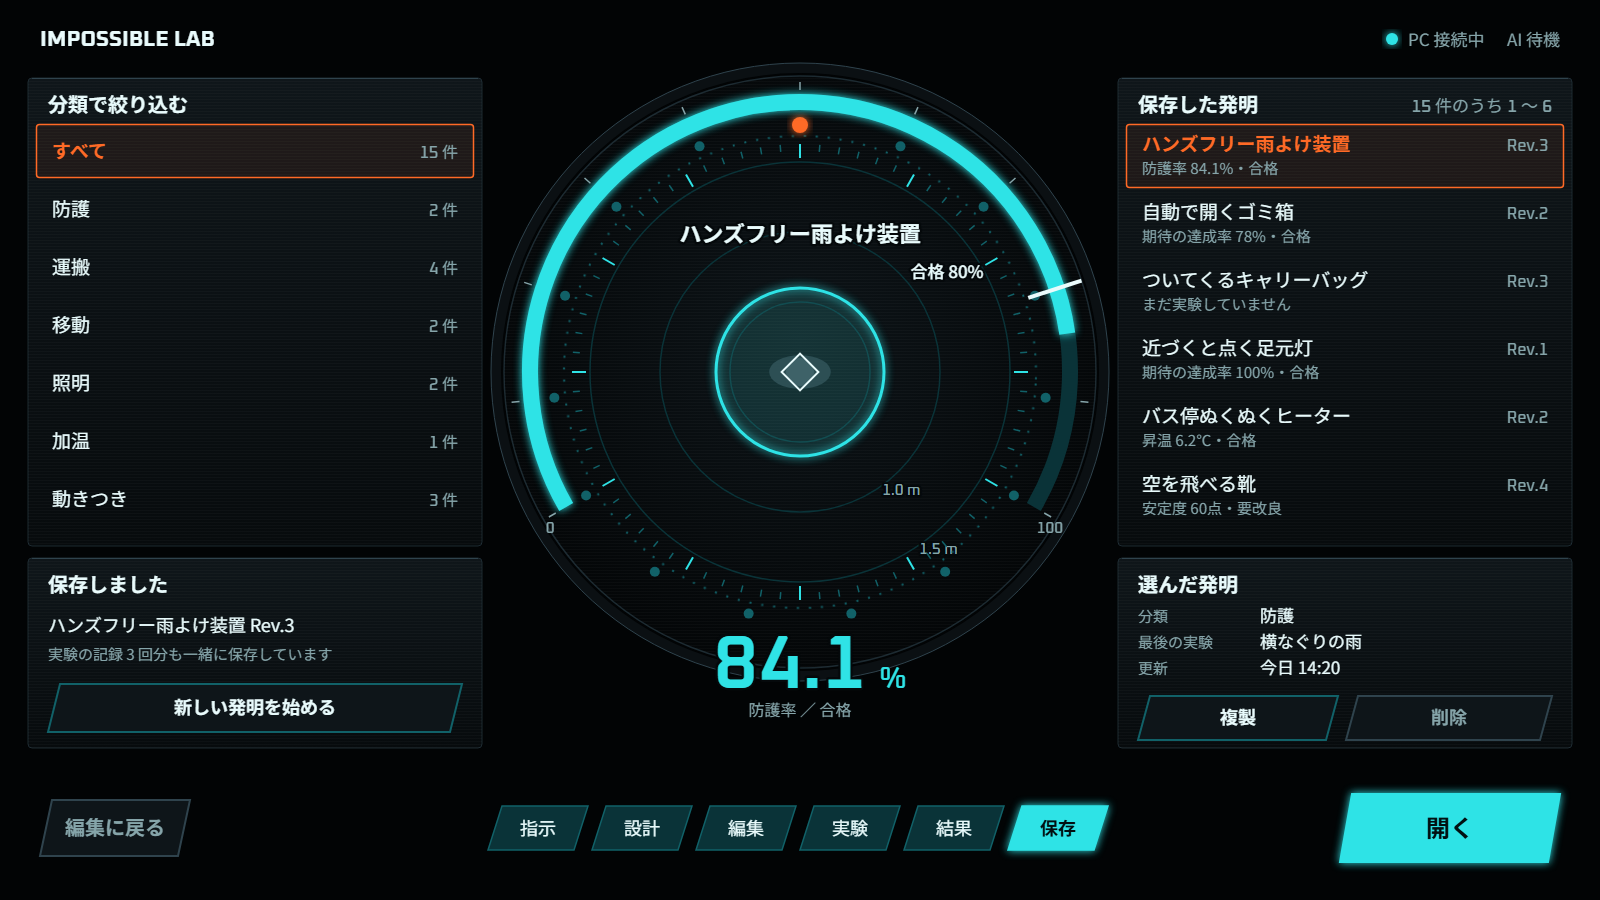 IMPOSSIBLE LAB
PC 接続中 AI 待機
分類で絞り込む
すべて 15 件
防護 2 件
運搬 4 件
移動 2 件
照明 2 件
加温 1 件
動きつき 3 件
保存しました
ハンズフリー雨よけ装置 Rev.3
実験の記録 3 回分も一緒に保存しています
新しい発明を始める
ハンズフリー雨よけ装置
合格 80%
1.0 m
0
100
1.5 m
84.1 %
防護率 ／ 合格
保存した発明 15 件のうち 1 ～ 6
ハンズフリー雨よけ装置 Rev.3
防護率 84.1%・合格
自動で開くゴミ箱 Rev.2
期待の達成率 78%・合格
ついてくるキャリーバッグ Rev.3
まだ実験していません
近づくと点く足元灯 Rev.1
期待の達成率 100%・合格
バス停ぬくぬくヒーター Rev.2
昇温 6.2℃・合格
空を飛べる靴 Rev.4
安定度 60点・要改良
選んだ発明
分類 防護
最後の実験 横なぐりの雨
更新 今日 14:20
複製 削除
編集に戻る
指示 設計 編集 実験 結果 保存
開く